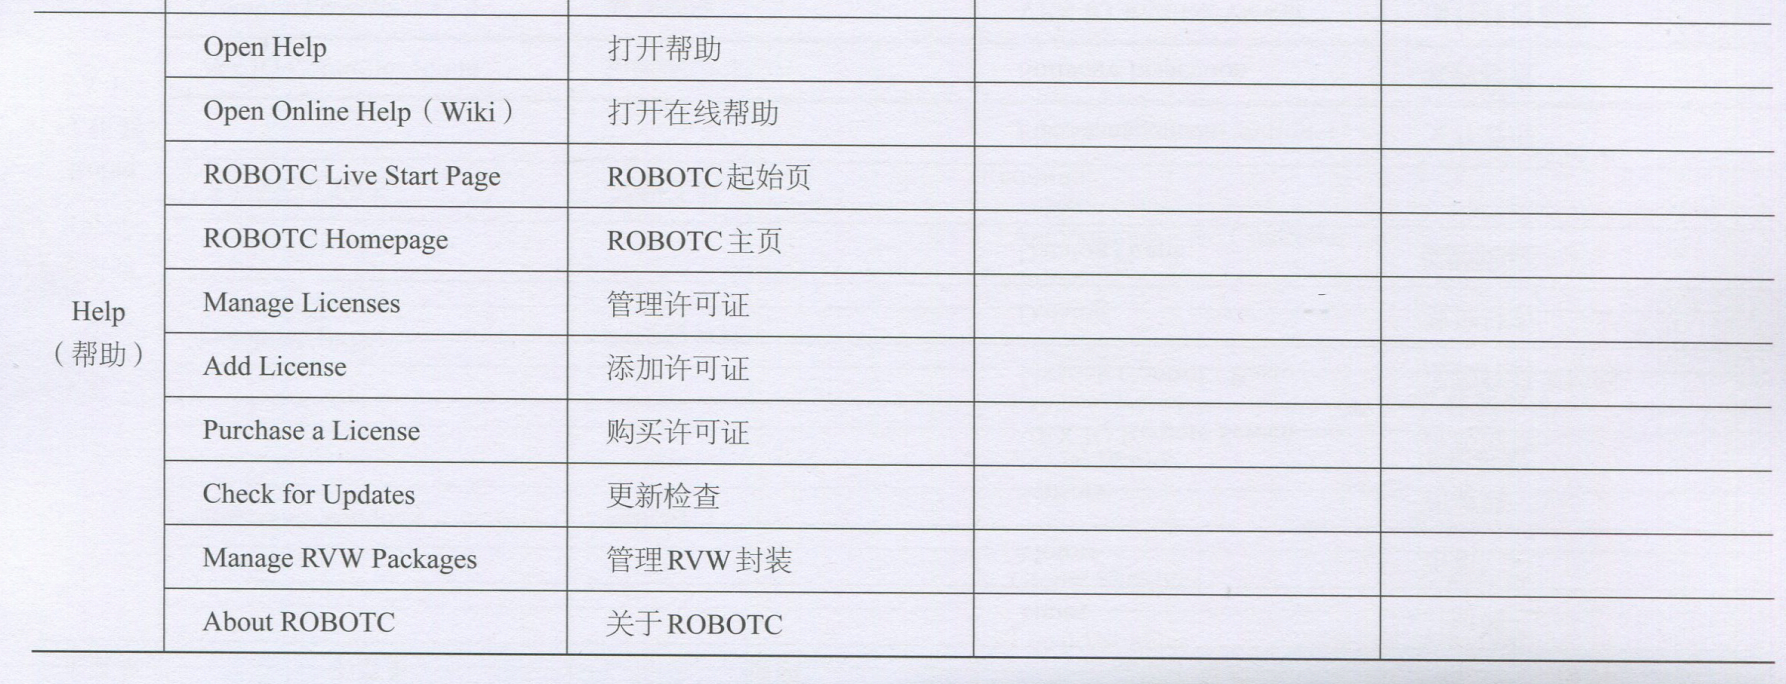 Open Help 打开帮助
Open Online Help（Wiki） 打开在线帮助
ROBOTC Live Start Page ROBOTC起始页
ROBOTC Homepage ROBOTC主页
Manage Licenses 管理许可证
Help
（帮助）
Add License 添加许可证
Purchase a License 购买许可证
Check for Updates 更新检查
Manage RVW Packages 管理RVW封装
About ROBOTC 关于ROBOTC